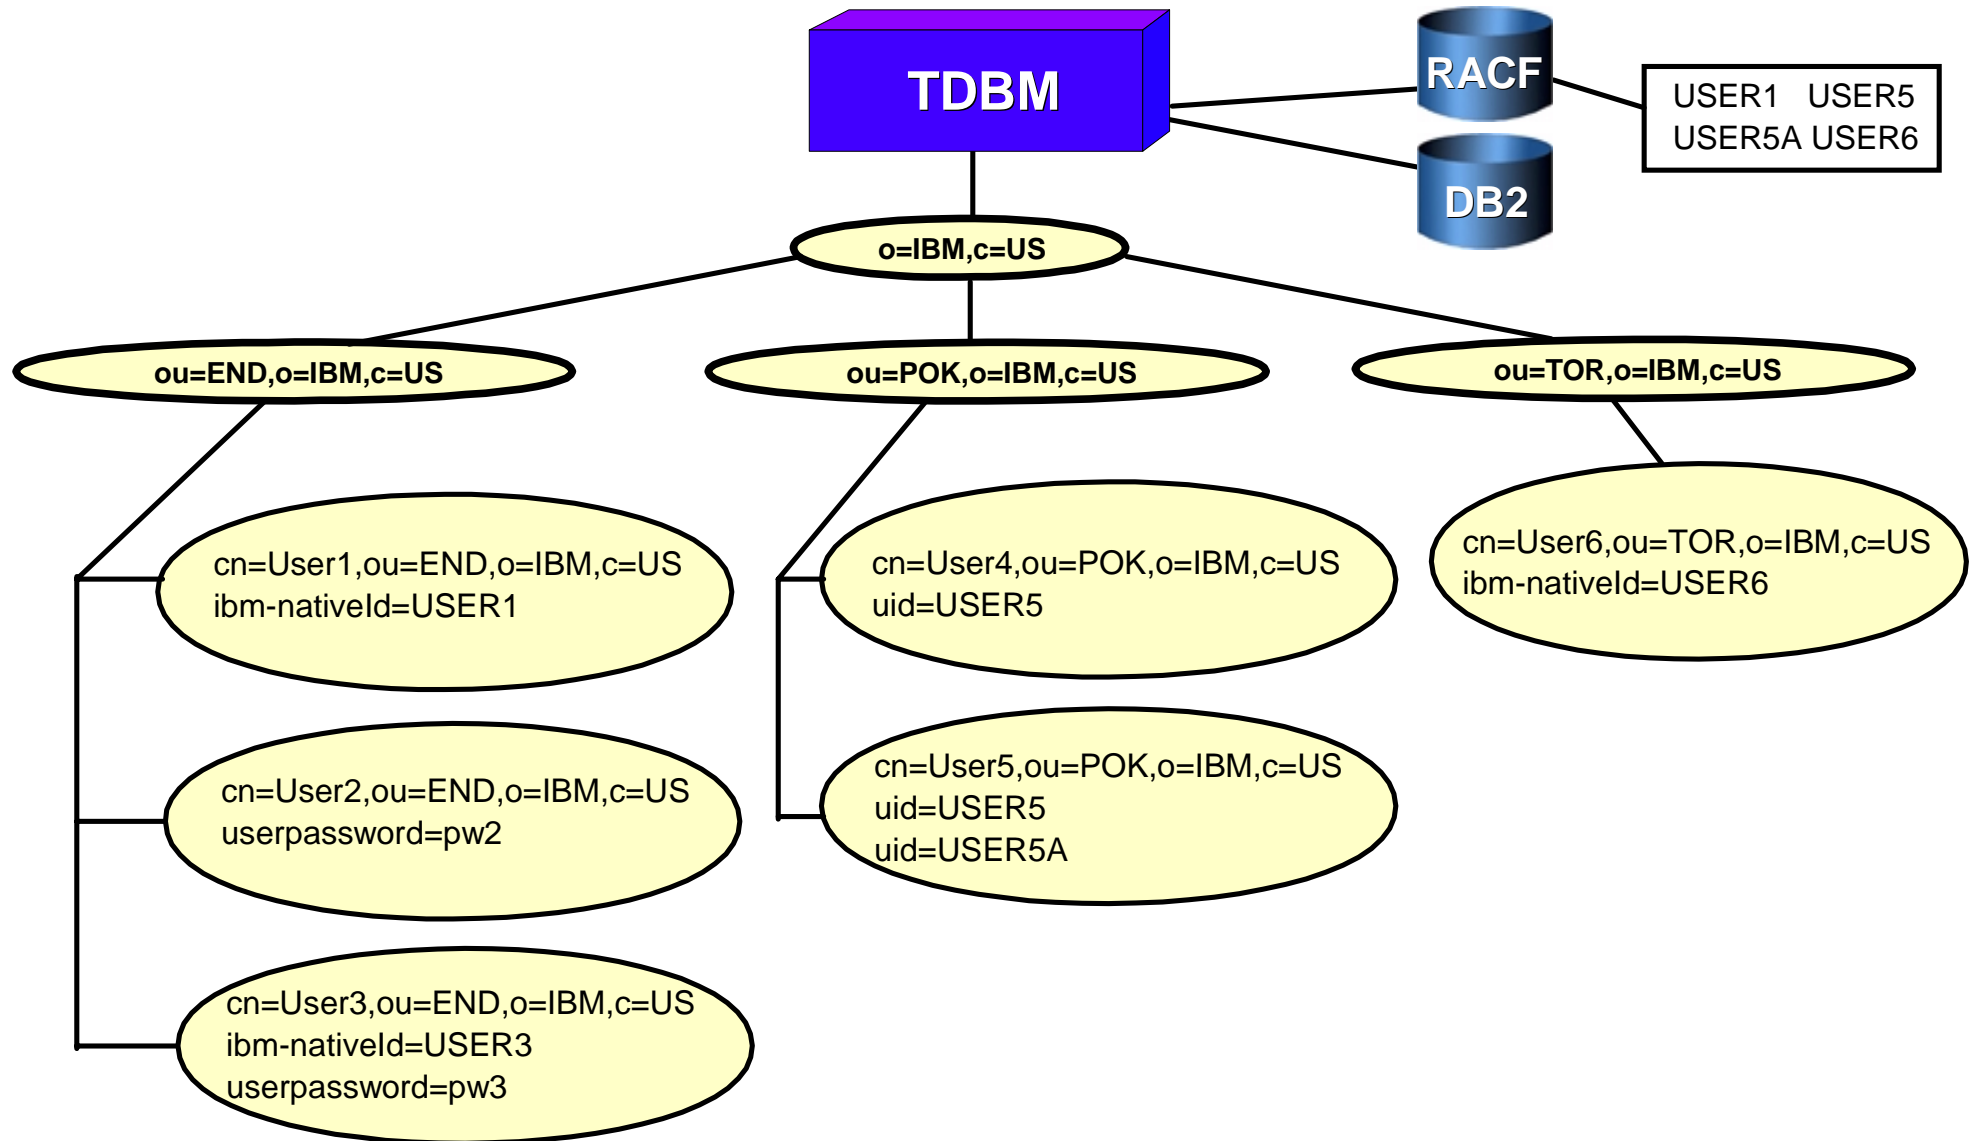 TDBM
RACF
USER1 USER5
USER5A USER6
DB2
o=IBM,c=US
ou=END,o=IBM,c=US
ou=POK,o=IBM,c=US
ou=TOR,o=IBM,c=US
cn=User1,ou=END,o=IBM,c=US
ibm-nativeId=USER1
cn=User2,ou=END,o=IBM,c=US
userpassword=pw2
cn=User3,ou=END,o=IBM,c=US
ibm-nativeId=USER3
userpassword=pw3
cn=User4,ou=POK,o=IBM,c=US
uid=USER5
cn=User5,ou=POK,o=IBM,c=US
uid=USER5
uid=USER5A
cn=User6,ou=TOR,o=IBM,c=US
ibm-nativeId=USER6